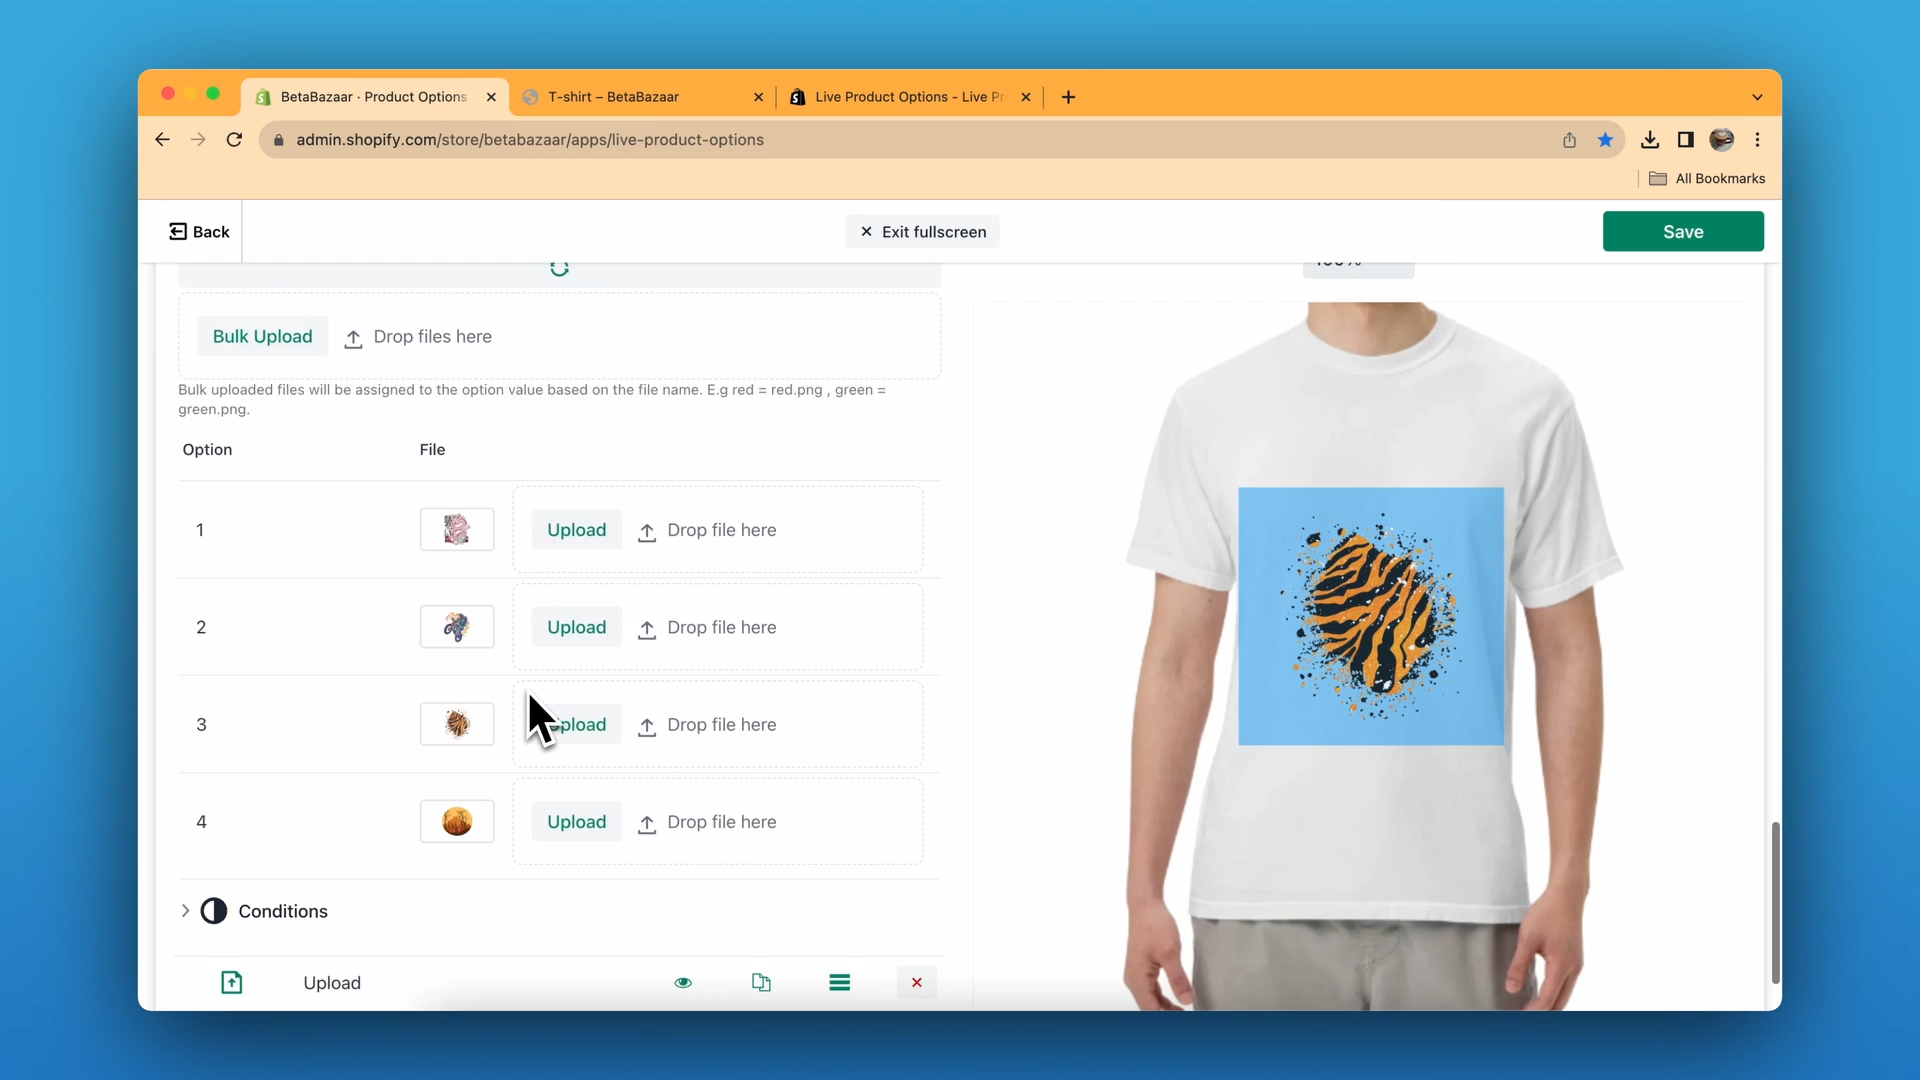 BetaBazaar · Product Options
T-shirt – BetaBazaar
Live Product Options - Live Pr
admin.shopify.com/store/betabazaar/apps/live-product-options
All Bookmarks
Back
Exit fullscreen
Save
Bulk Upload
Drop files here
Bulk uploaded files will be assigned to the option value based on the file name. E.g red = red.png , green =
green.png.
Option File
1 Upload Drop file here
2 Upload Drop file here
3 Upload Drop file here
4 Upload Drop file here
Conditions
Upload